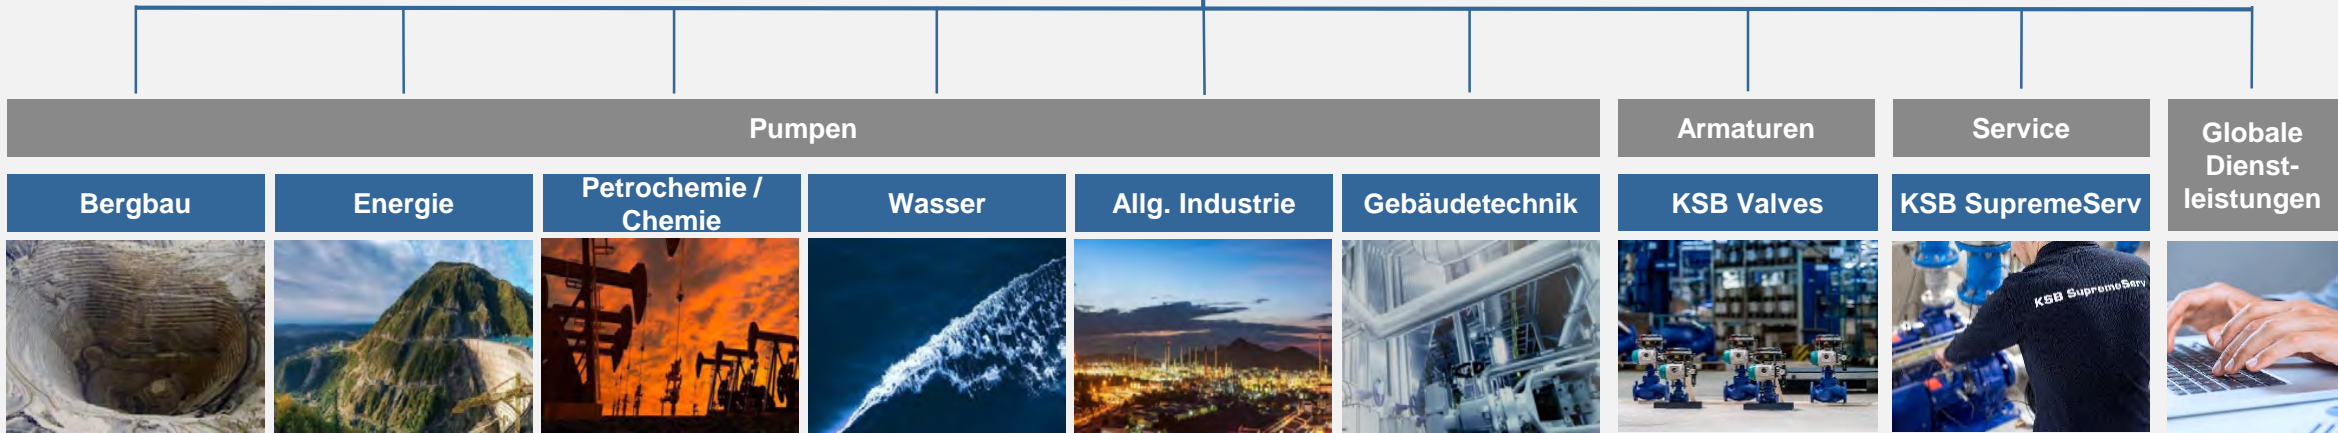 Pumpen
Armaturen
Service
Globale
Dienst-
leistungen
Bergbau
Energie
Petrochemie /
Chemie
Wasser
Allg. Industrie
Gebäudetechnik
KSB Valves
KSB SupremeServ
KSB SupremeServ